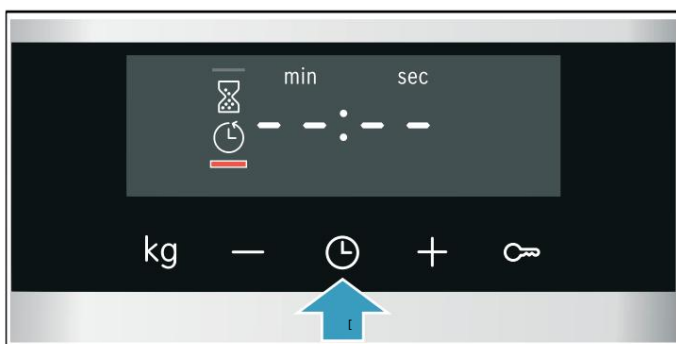 min sec
--:--
kg — +
[